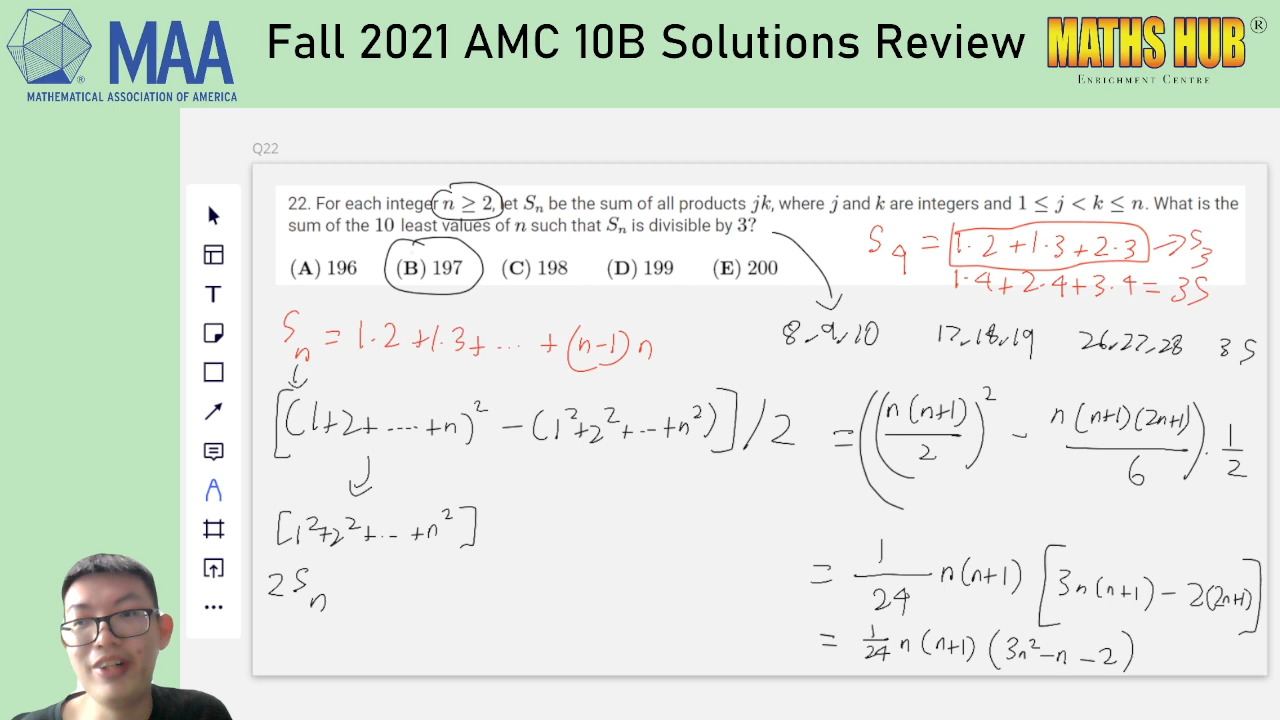 MAA
MATHEMATICAL ASSOCIATION OF AMERICA
Fall 2021 AMC 10B Solutions Review
MATHS HUB ®
ENRICHMENT CENTRE
Q22
22. For each integer n ≥ 2, let Sₙ be the sum of all products jk, where j and k are integers and 1 ≤ j < k ≤ n. What is the
sum of the 10 least values of n such that Sₙ is divisible by 3?
(A) 196 (B) 197 (C) 198 (D) 199 (E) 200
S₄ = 1·2 + 1·3 + 2·3 → S₃
1·4 + 2·4 + 3·4 = 35
Sₙ = 1·2 + 1·3 + ... + (n-1) n
8, 9, 10 17, 18, 19 26, 27, 28 35
[(1+2+....+n)² - (1²+2²+...+n²)] / 2 = ((n(n+1)/2)² - n(n+1)(2n+1)/6) · 1/2
[1²+2²+...+n²]
2Sₙ
= 1/24 n(n+1) [3n(n+1) - 2(2n+1)]
= 1/24 n(n+1) (3n²-n-2)
T